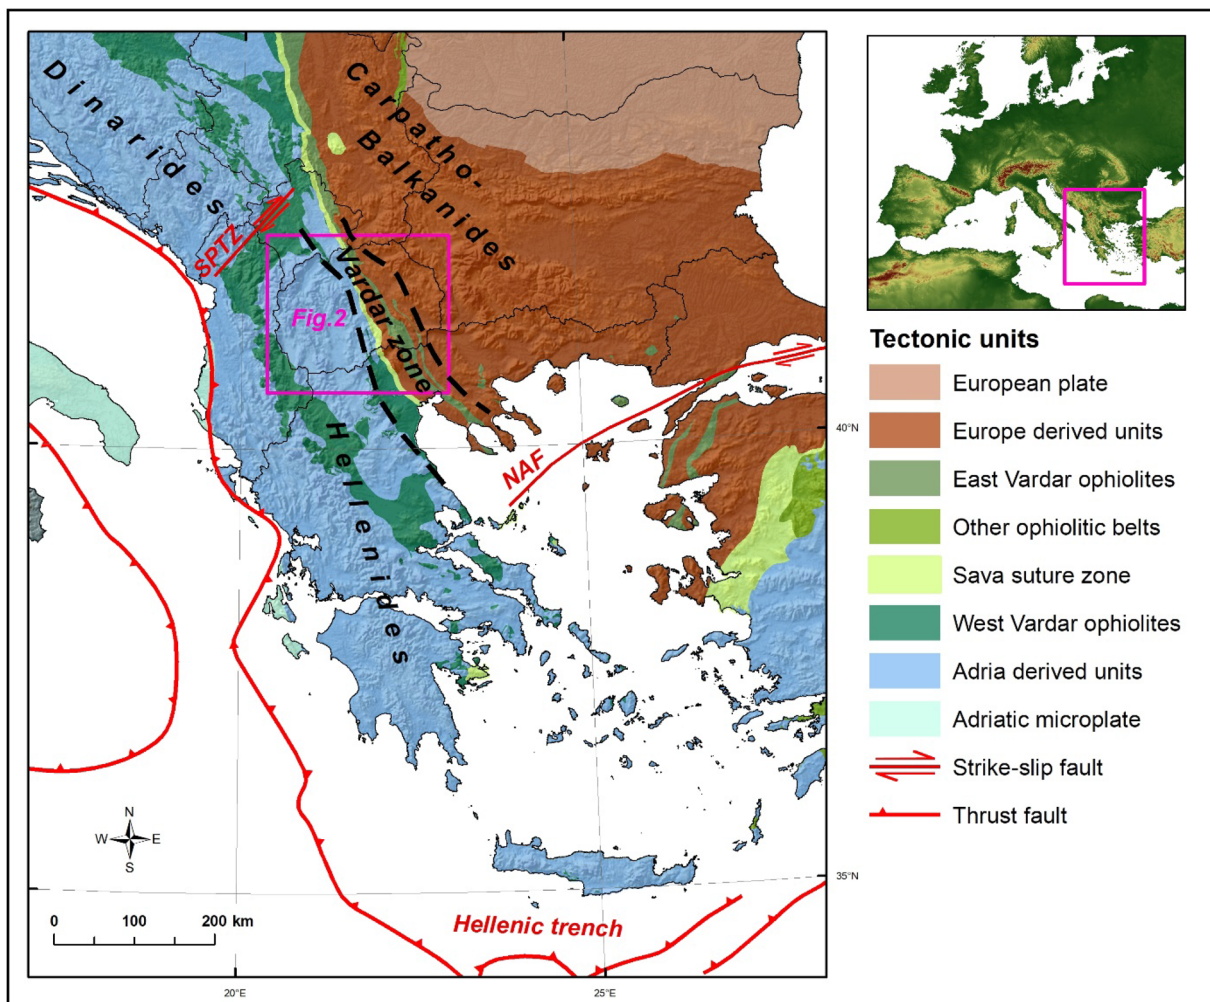 Dinarides
Carpatho-
Balkanides
SPTZ
Vardar zone
Fig.2
Hellenides
NAF
Hellenic trench
N
W E
S
0 100 200 km
20°E
25°E
40°N
35°N
Tectonic units
European plate
Europe derived units
East Vardar ophiolites
Other ophiolitic belts
Sava suture zone
West Vardar ophiolites
Adria derived units
Adriatic microplate
Strike-slip fault
Thrust fault